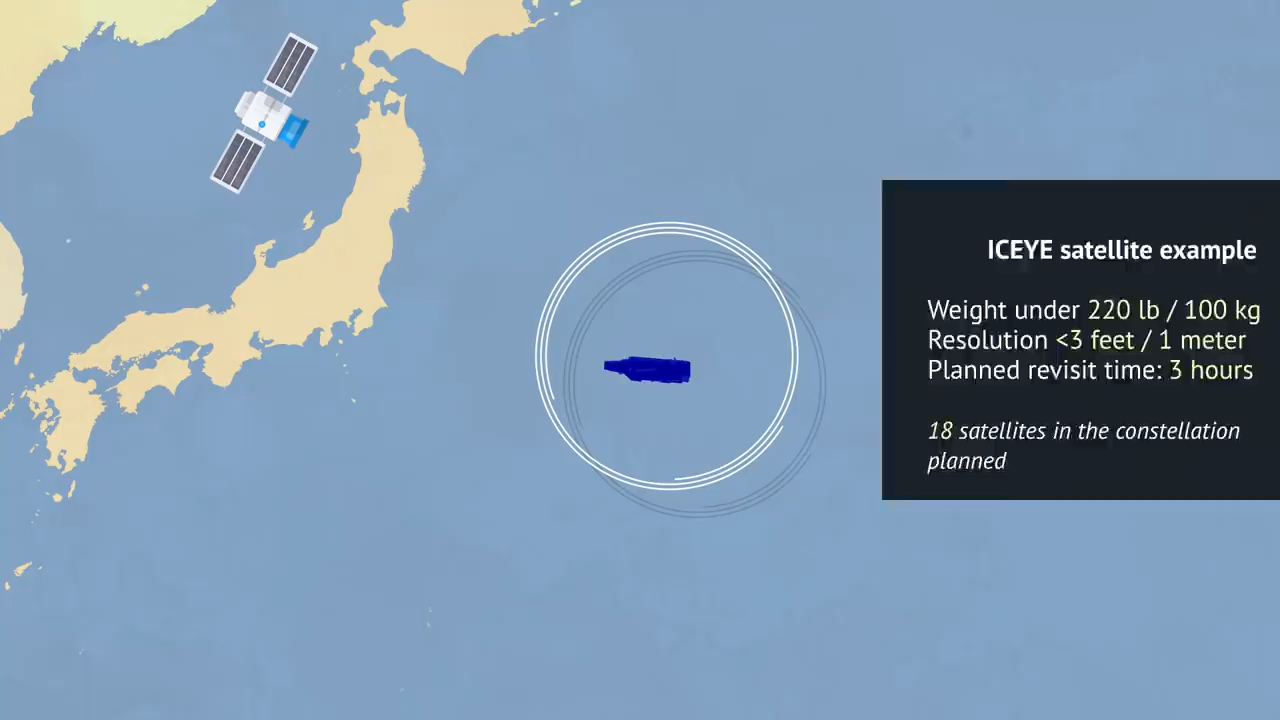 ICEYE satellite example
Weight under 220 lb / 100 kg
Resolution <3 feet / 1 meter
Planned revisit time: 3 hours
18 satellites in the constellation
planned